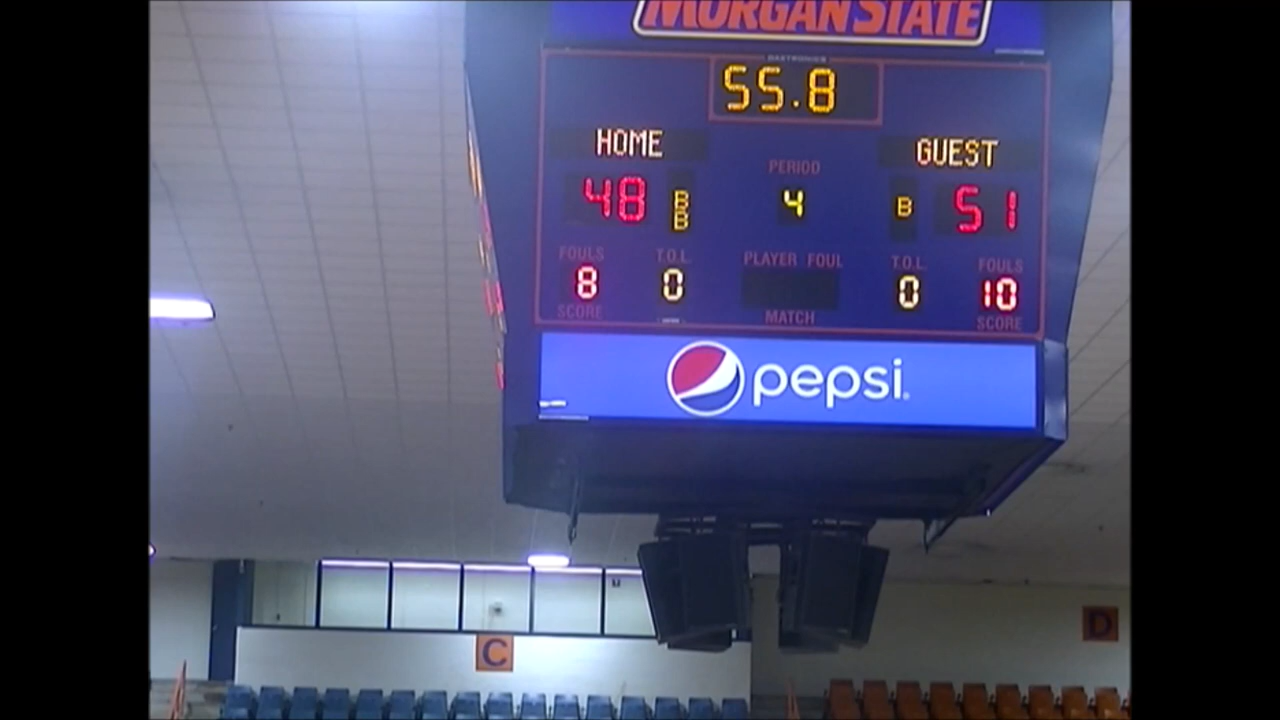 MORGAN STATE
DAKTRONICS
55.8
HOME
GUEST
PERIOD
48 B B 4 B 51
FOULS T.O.L. PLAYER FOUL T.O.L. FOULS
8 0 0 10
SCORE MATCH SCORE
pepsi
C
D